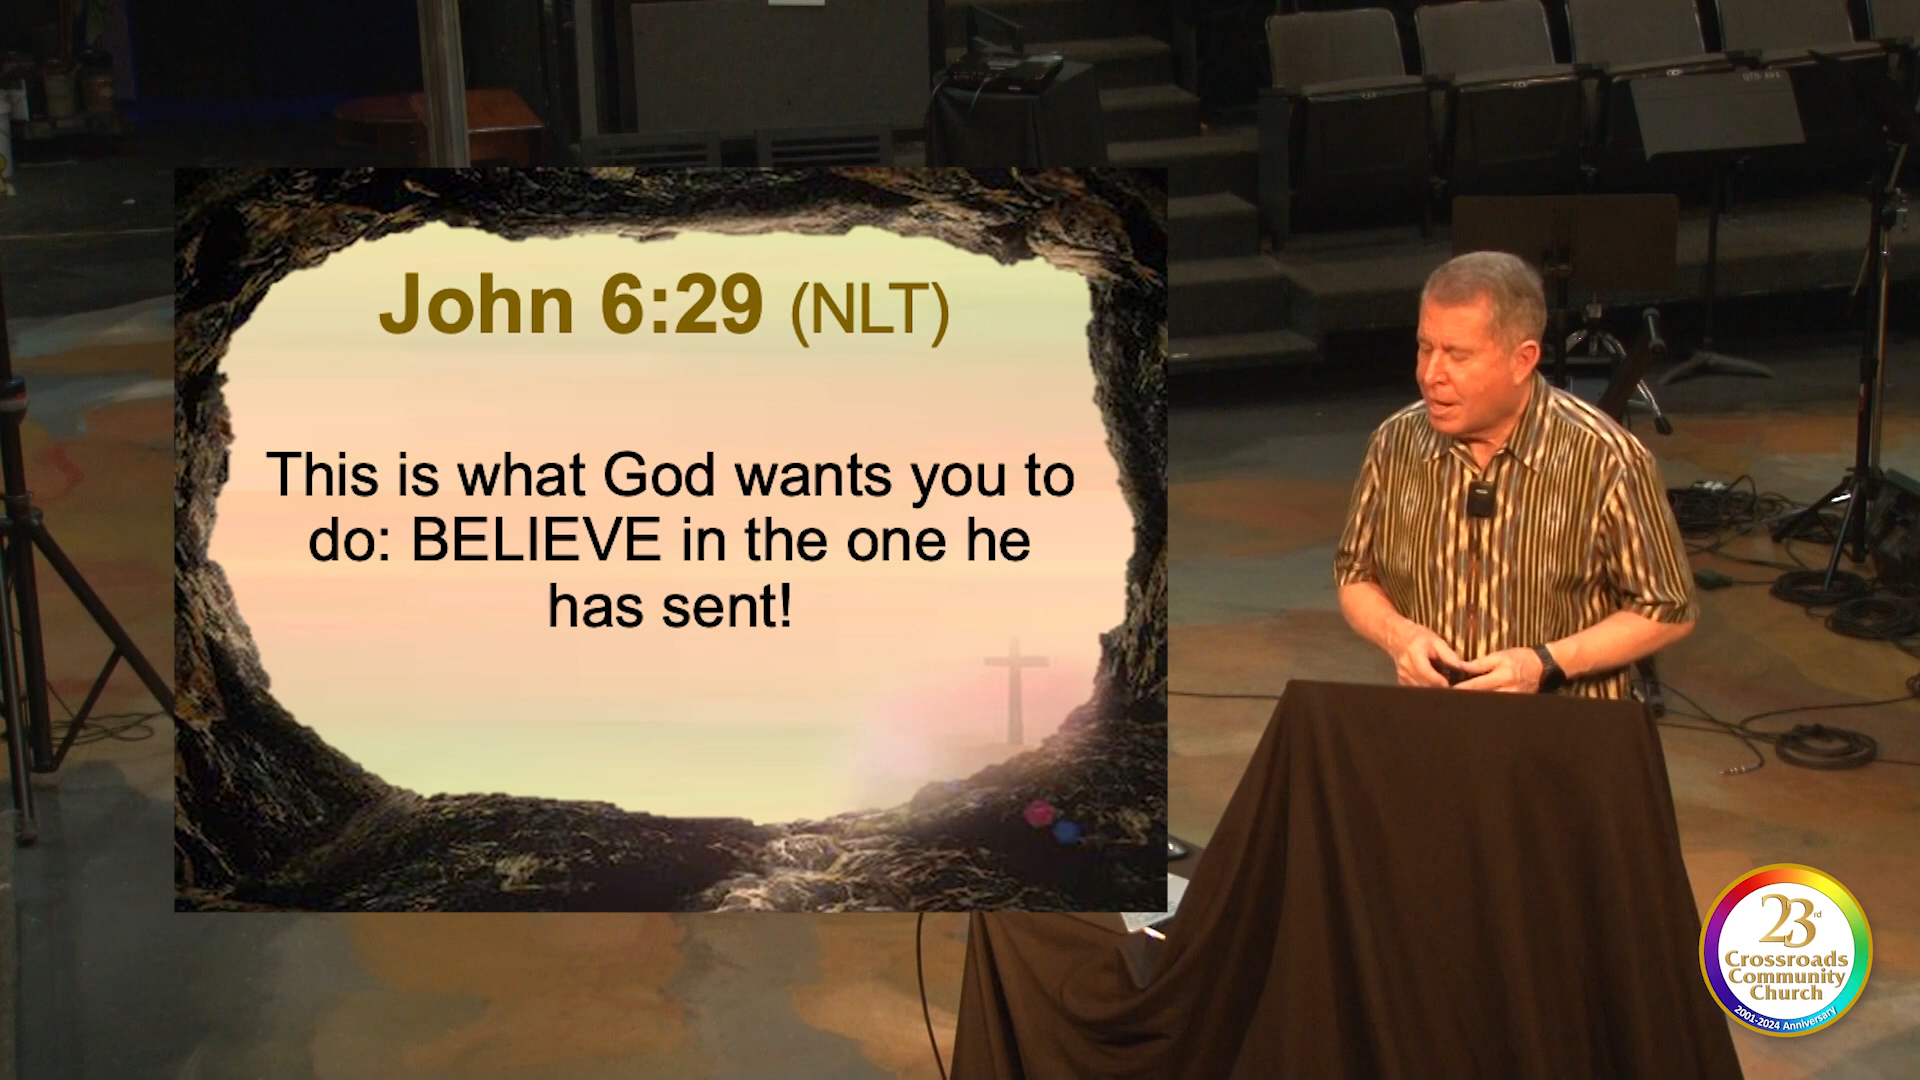 John 6:29 (NLT)
This is what God wants you to
do: BELIEVE in the one he
has sent!
23rd
Crossroads
Community
Church
2001-2024 Anniversary